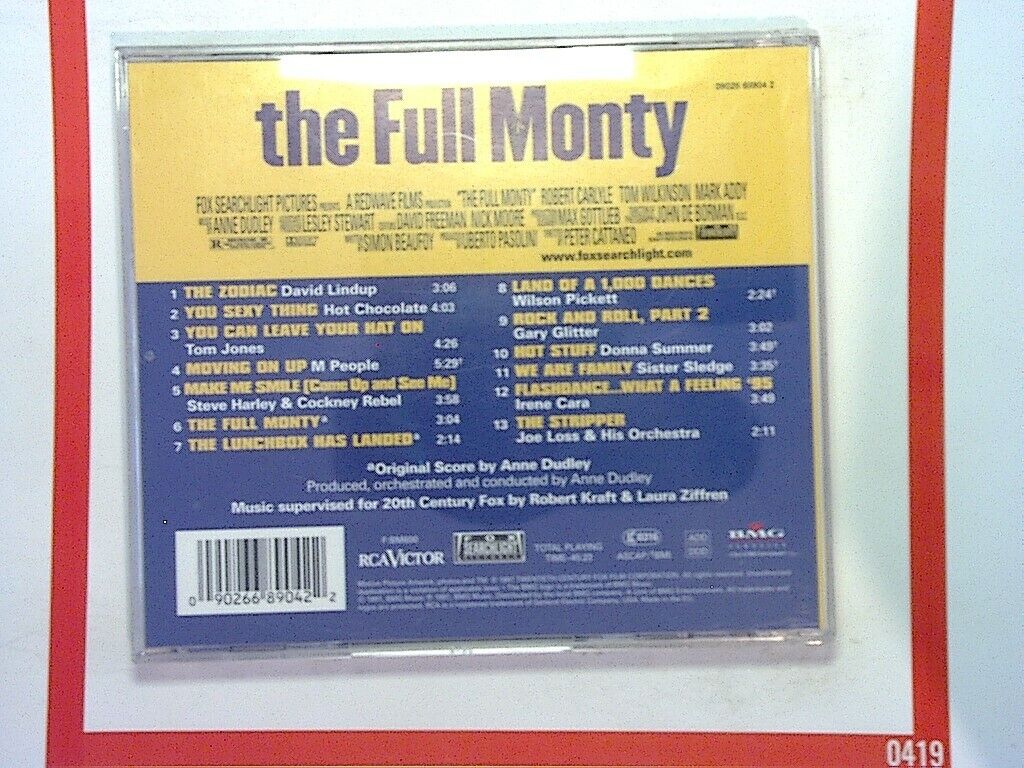 the Full Monty
FOX SEARCHLIGHT PICTURES A REDWAVE FILMS "THE FULL MONTY" ROBERT CARLYLE TOM WILKINSON MARK ADDY
ANNE DUDLEY LESLEY STEWART DAVID FREEMAN NICK MOORE MAX GOTTLIEB JOHN DE BORMAN
R SIMON BEAUFOY UBERTO PASOLINI PETER CATTANEO
www.foxsearchlight.com
1 THE ZODIAC David Lindup 3:06
2 YOU SEXY THING Hot Chocolate 4:03
3 YOU CAN LEAVE YOUR HAT ON
Tom Jones 4:26
4 MOVING ON UP M People 5:29†
5 MAKE ME SMILE (Come Up and See Me)
Steve Harley & Cockney Rebel 3:58
6 THE FULL MONTY* 3:04
7 THE LUNCHBOX HAS LANDED* 2:14
8 LAND OF A 1,000 DANCES
Wilson Pickett 2:24†
9 ROCK AND ROLL, PART 2
Gary Glitter 3:02
10 HOT STUFF Donna Summer
11 WE ARE FAMILY Sister Sledge 3:35†
12 FLASHDANCE...WHAT A FEELING '95
Irene Cara 3:49
13 THE STRIPPER
Joe Loss & His Orchestra 2:11
*Original Score by Anne Dudley
Produced, orchestrated and conducted by Anne Dudley
Music supervised for 20th Century Fox by Robert Kraft & Laura Ziffren
0 90266 89042 2
RCA VICTOR
FOX
SEARCHLIGHT
TOTAL PLAYING
BMG
CLASSICS
0419